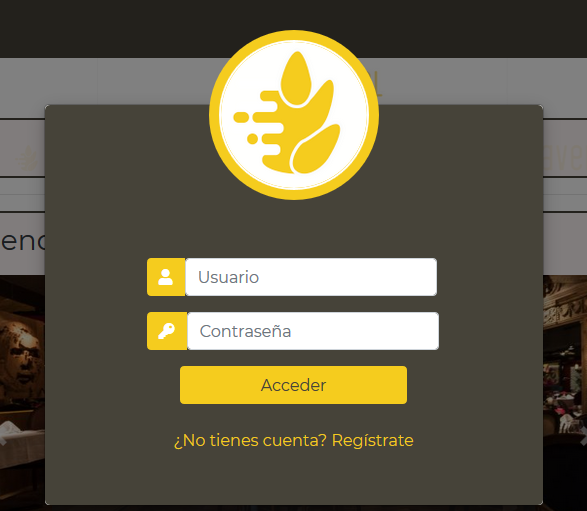 Usuario
Contraseña
Acceder
¿No tienes cuenta? Regístrate